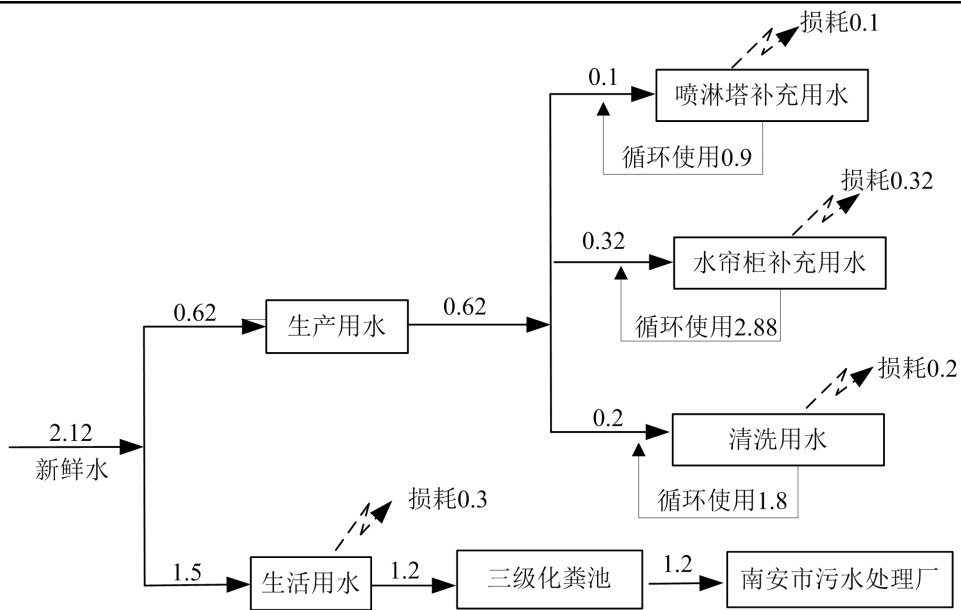 损耗0.1
0.1
喷淋塔补充用水
循环使用0.9
损耗0.32
0.32
水帘柜补充用水
循环使用2.88
0.62
生产用水
0.62
损耗0.2
0.2
清洗用水
循环使用1.8
2.12
新鲜水
损耗0.3
1.5
生活用水
1.2
三级化粪池
1.2
南安市污水处理厂